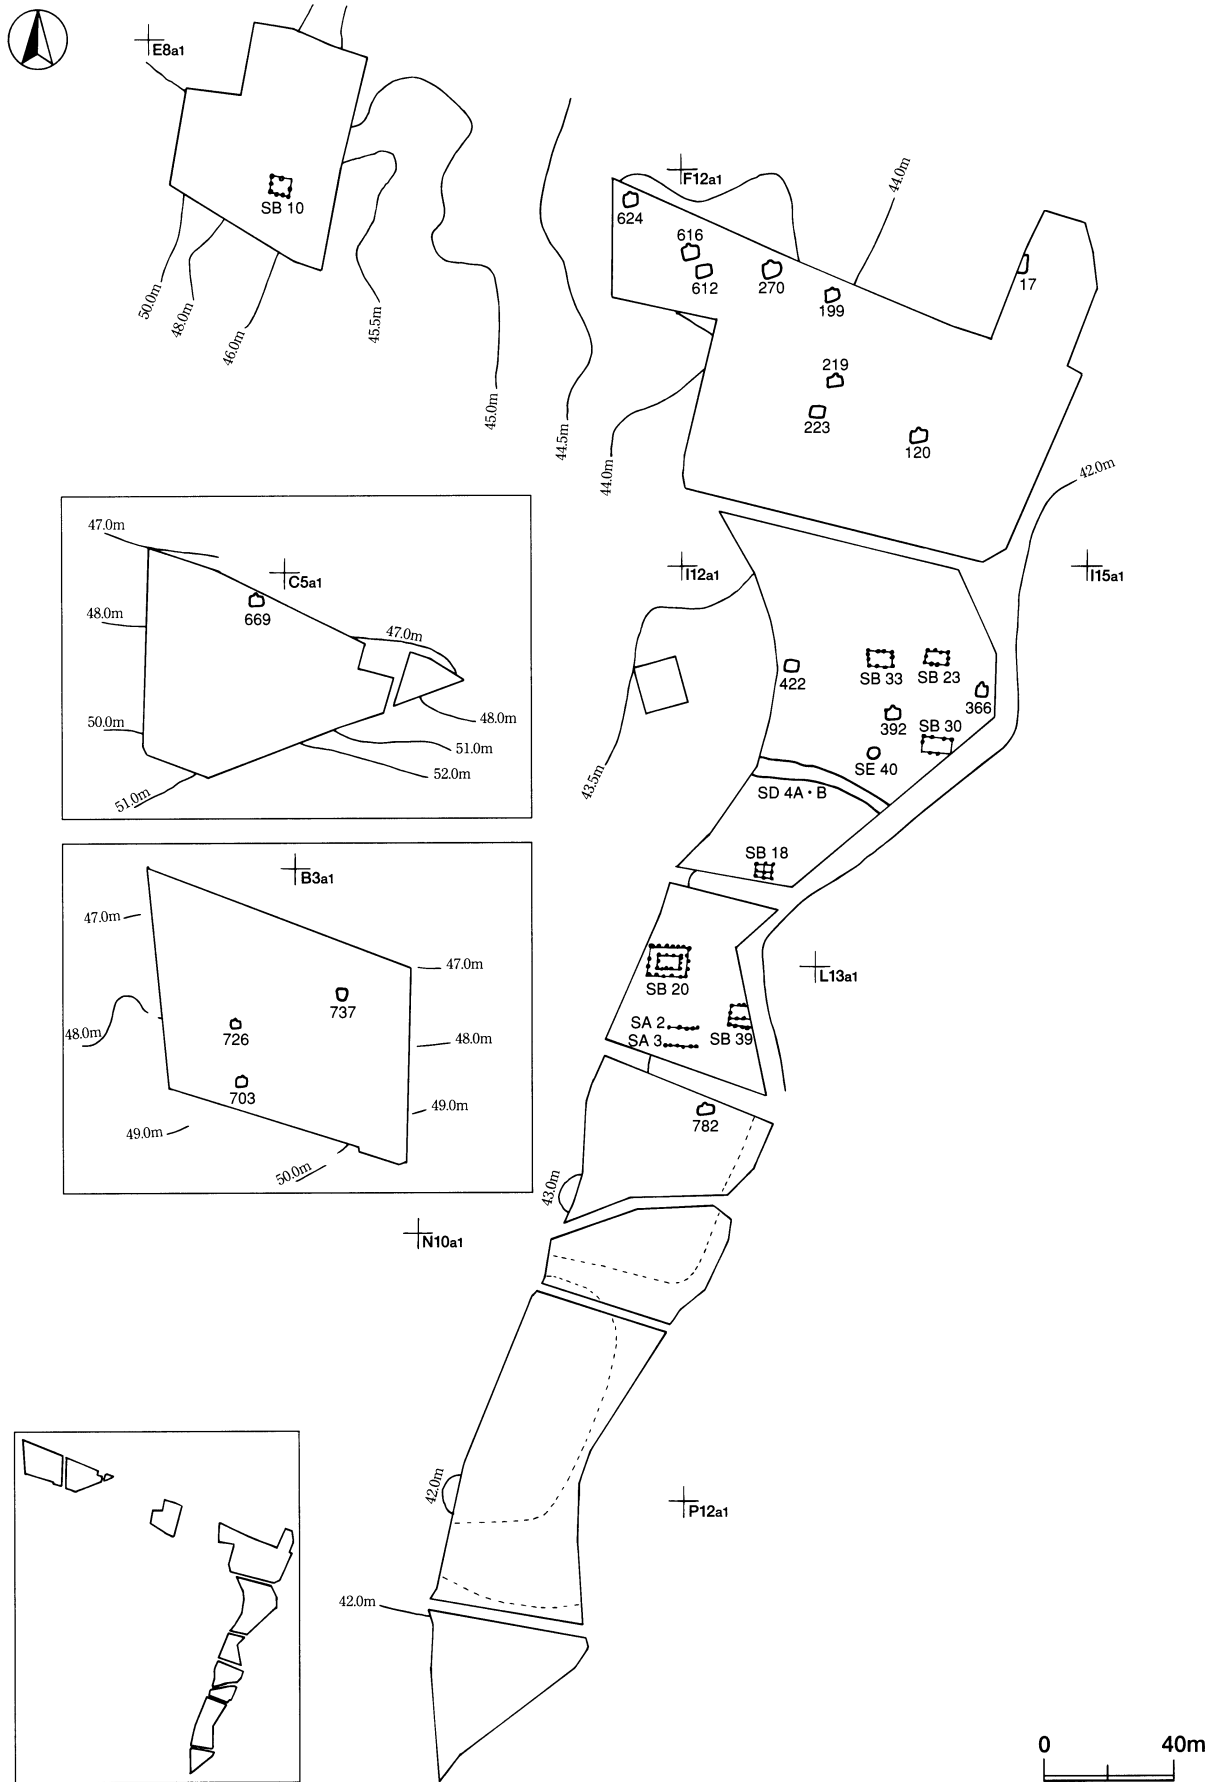 E8a1
SB 10
50.0m
48.0m
46.0m
45.5m
45.0m
44.5m
44.0m
F12a1
44.0m
624
616
612
270
199
17
219
223
120
42.0m
47.0m
C5a1
669
48.0m
47.0m
50.0m
48.0m
51.0m
52.0m
51.0m
I12a1
I15a1
422
SB 33
SB 23
366
392
SB 30
SE 40
43.5m
SD 4A・B
SB 18
B3a1
47.0m
47.0m
737
726
48.0m
48.0m
703
49.0m
49.0m
50.0m
L13a1
SB 20
SA 2
SA 3
SB 39
782
43.0m
N10a1
42.0m
P12a1
42.0m
0 40m